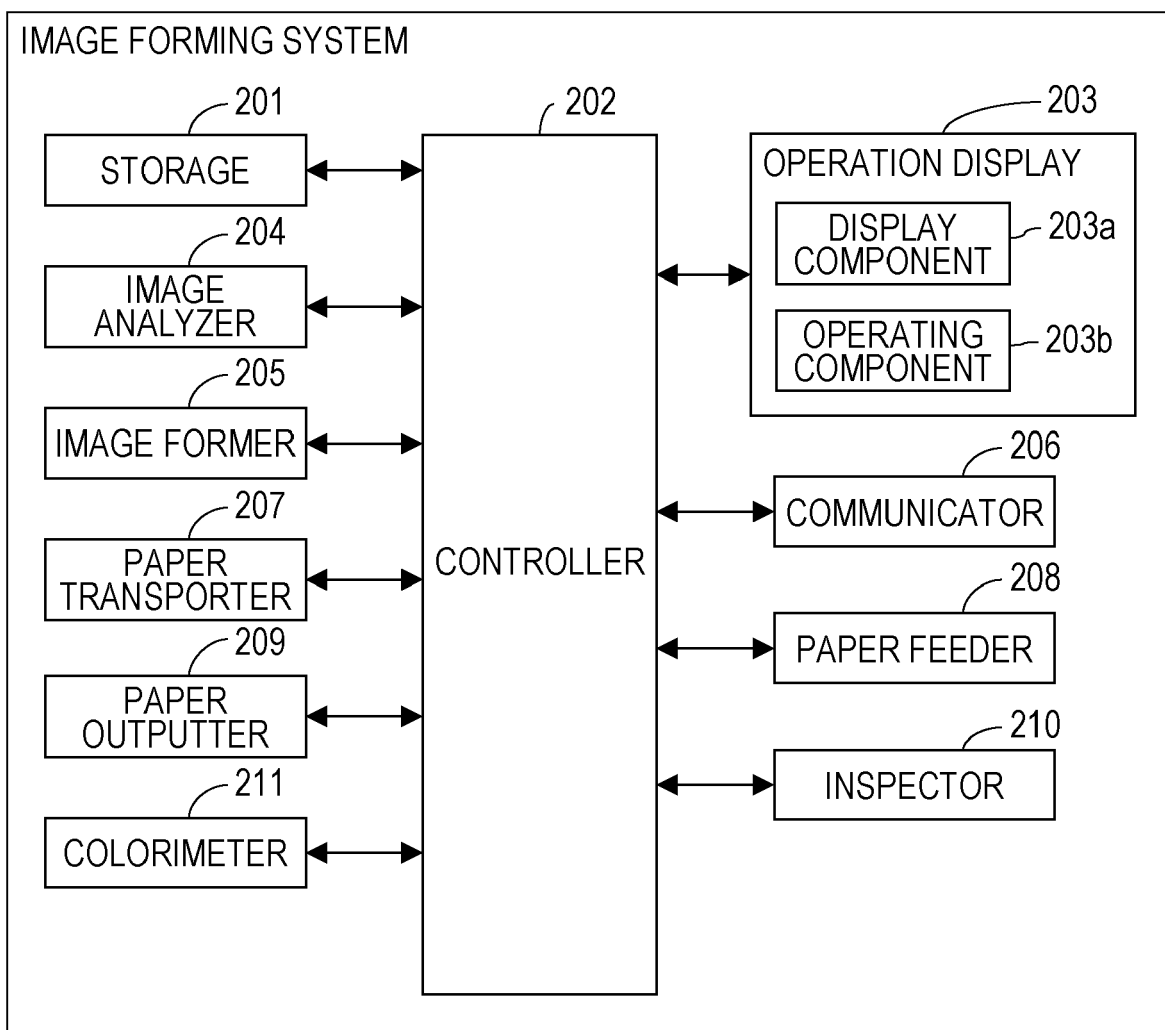 IMAGE FORMING SYSTEM
201
STORAGE
204
IMAGE
ANALYZER
205
IMAGE FORMER
207
PAPER
TRANSPORTER
209
PAPER
OUTPUTTER
211
COLORIMETER
202
CONTROLLER
203
OPERATION DISPLAY
DISPLAY
COMPONENT
203a
OPERATING
COMPONENT
203b
206
COMMUNICATOR
208
PAPER FEEDER
210
INSPECTOR